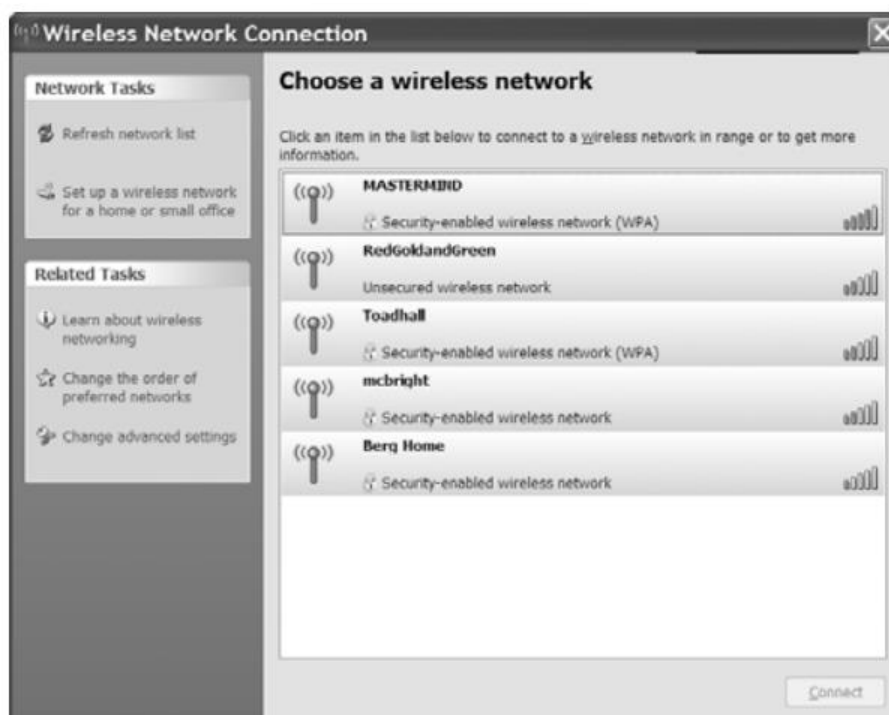 Wireless Network Connection
Network Tasks
Refresh network list
Set up a wireless network
for a home or small office
Related Tasks
Learn about wireless
networking
Change the order of
preferred networks
Change advanced settings
Choose a wireless network
Click an item in the list below to connect to a wireless network in range or to get more
information.
MASTERMIND
Security-enabled wireless network (WPA)
RedGoldandGreen
Unsecured wireless network
Toadhall
Security-enabled wireless network (WPA)
mcbright
Security-enabled wireless network
Berg Home
Security-enabled wireless network
Connect